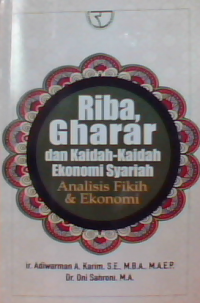 Riba,
Gharar
dan Kaidah-Kaidah
Ekonomi Syariah
Analisis Fikih
& Ekonomi
Ir. Adiwarman A. Karim, S.E., M.B.A., M.A.E.P.
Dr. Oni Sahroni, M.A.